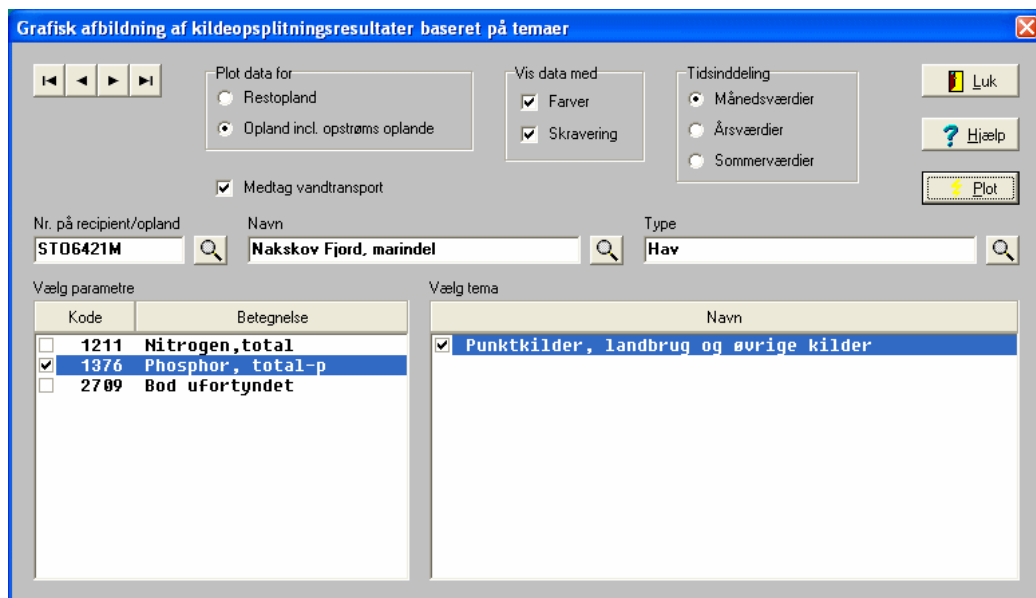 Grafisk afbildning af kildeopsplitningsresultater baseret på temaer
Plot data for
Restopland
Opland incl. opstrøms oplande
Medtag vandtransport
Vis data med
Farver
Skravering
Tidsinddeling
Månedsværdier
Årsværdier
Sommerværdier
Luk
Hjælp
Plot
Nr. på recipient/opland
STO6421M
Navn
Nakskov Fjord, marindel
Type
Hav
Vælg parametre
Kode Betegnelse
1211 Nitrogen,total
1376 Phosphor, total-p
2709 Bod ufortyndet
Vælg tema
Navn
Punktkilder, landbrug og øvrige kilder